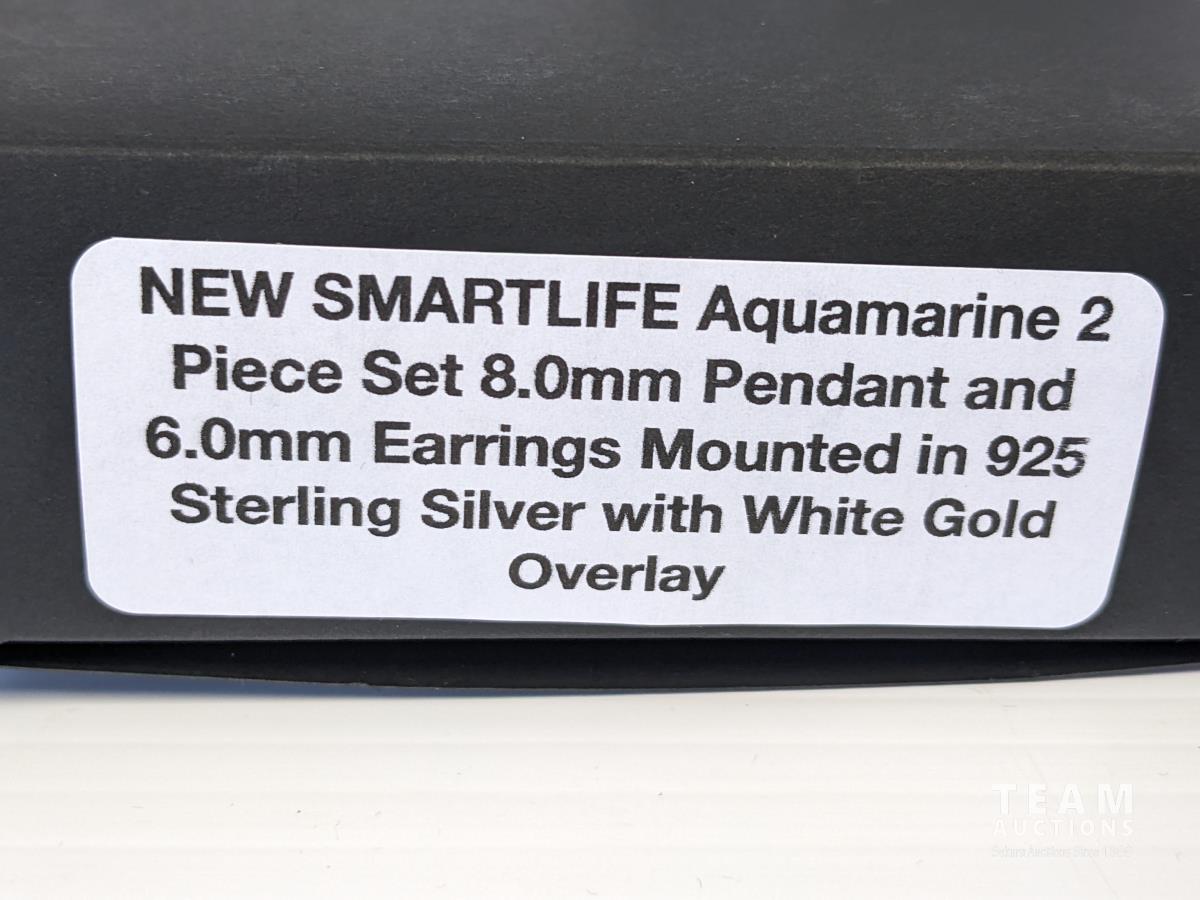 NEW SMARTLIFE Aquamarine 2
Piece Set 8.0mm Pendant and
6.0mm Earrings Mounted in 925
Sterling Silver with White Gold
Overlay
TEAM
AUCTIONS